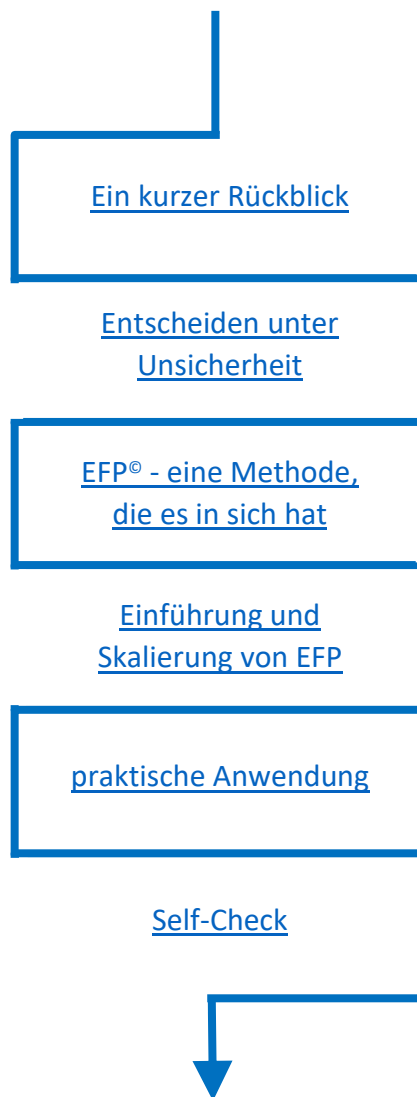 Ein kurzer Rückblick
Entscheiden unter
Unsicherheit
EFP© - eine Methode,
die es in sich hat
Einführung und
Skalierung von EFP
praktische Anwendung
Self-Check